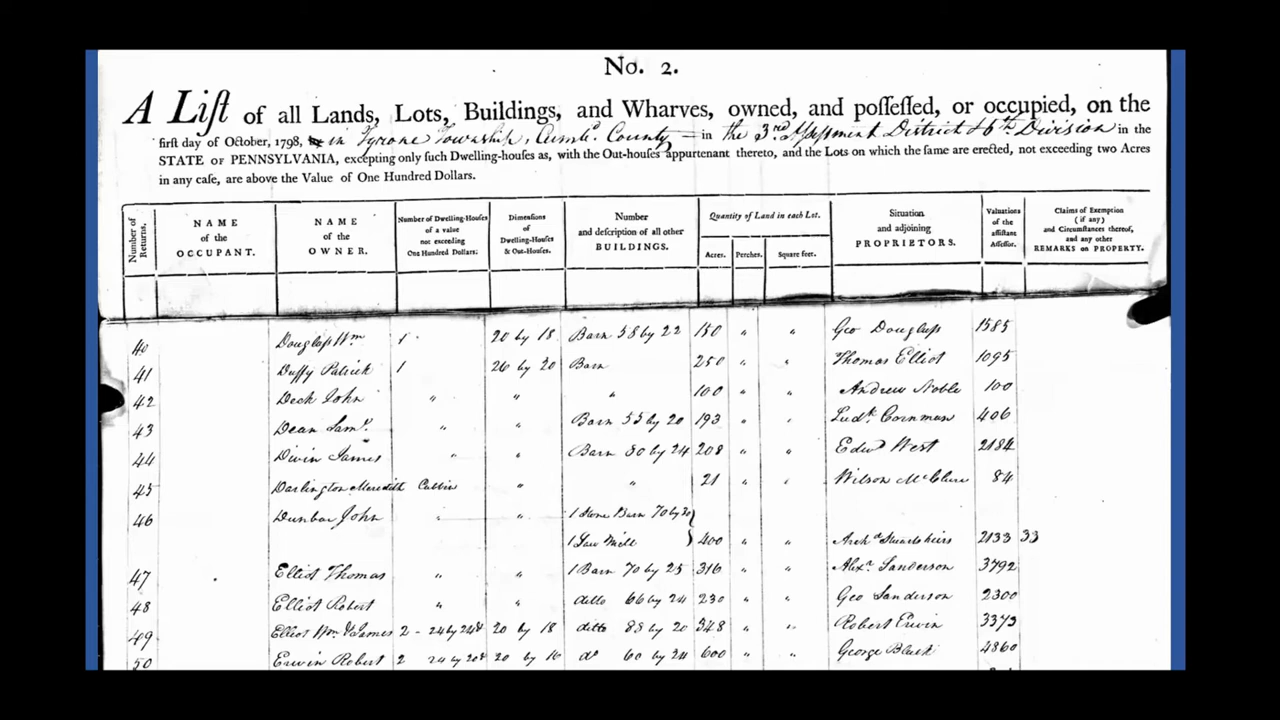 No. 2.
A Liſt of all Lands, Lots, Buildings, and Wharves, owned, and poſſeſſed, or occupied, on the
firſt day of October, 1798, in Tyrone Township, Cumbd. County — in the 3rd Aſseſsment District & 6th Division in the
STATE OF PENNSYLVANIA, excepting only ſuch Dwelling-houſes as, with the Out-houſes appurtenant thereto, and the Lots on which the ſame are erected, not exceeding two Acres
in any caſe, are above the Value of One Hundred Dollars.
Number of Returns.
NAME of the OCCUPANT.
NAME of the OWNER.
Number of Dwelling-Houſes of a value not exceeding One Hundred Dollars.
Dimenſions of Dwelling-Houſes & Out-Houſes.
Number and deſcription of all other BUILDINGS.
Quantity of Land in each Lot.
Acres. Perches. Square feet.
Situation and adjoining PROPRIETORS.
Valuations of the aſſiſtant Aſſeſſor.
Claims of Exemption (if any) and Circumſtances thereof, and any other REMARKS on PROPERTY.
40 Douglaſs Wm 1 20 by 18 Barn 58 by 22 150 " " Geo Douglaſs 1585
41 Duffy Patrick 1 26 by 20 Barn 250 " " Thomas Elliot 1095
42 Deck John " " " 100 " " Andrew Noble 100
43 Dean Saml. " " Barn 55 by 20 193 " " Ludk. Cornman 406
44 Divin James " " Barn 50 by 24 208 " " Edwd West 2184
45 Darlington Meredith Cabbin " " 21 " " Wilson McClure 84
46 Dunbar John " " 1 Stone Barn 70 by 30
1 Saw Mill 400 " " Archd. Stuarts heirs 2133 33
47 Elliot Thomas " " 1 Barn 70 by 25 316 " " Alexr. Sanderson 3792
48 Elliot Robert " " ditto 66 by 24 230 " " Geo Sanderson 2300
49 Elliot Wm & James 2 - 24 by 24 & 20 by 18 ditto 88 by 20 348 " " Robert Erwin 3373
50 Erwin Robert 2 24 by 20 & 20 by 16 do 60 by 24 600 " " George Black 4860